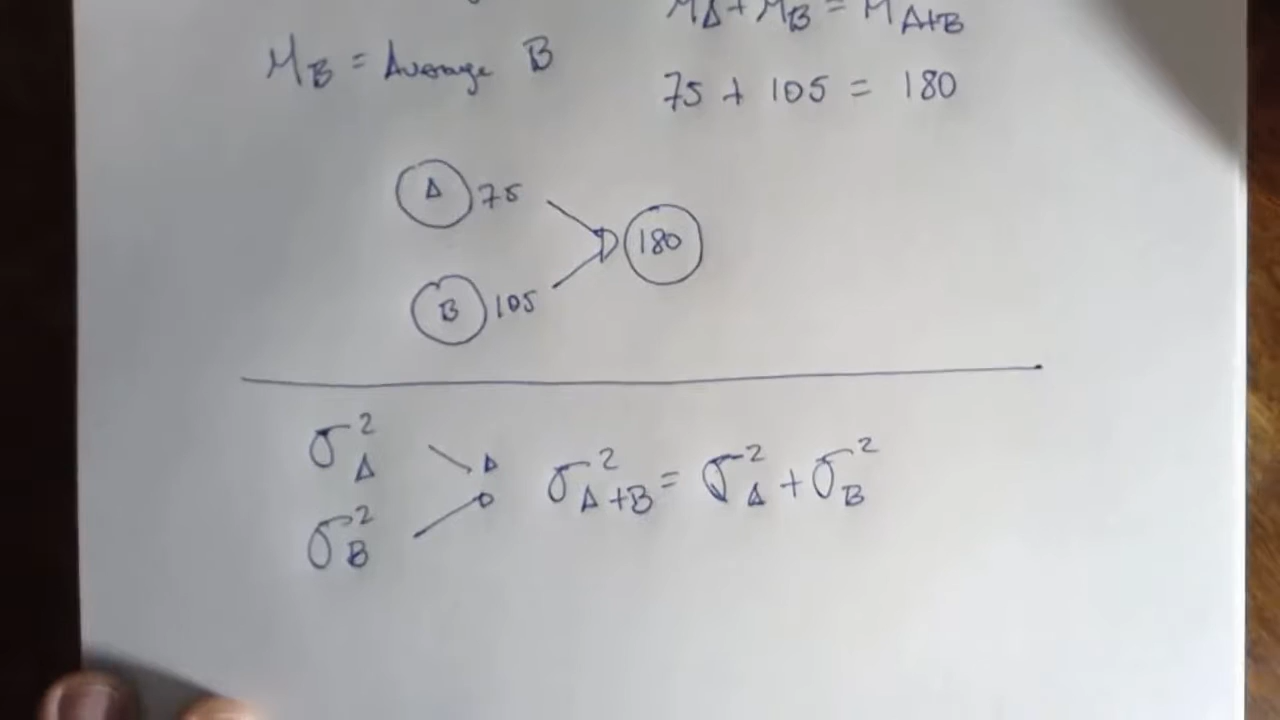 μ_A + μ_B = μ_A+B
μ_B = Average B
75 + 105 = 180
A 75
180
B 105
σ²_A
σ²_A+B = σ²_A + σ²_B
σ²_B